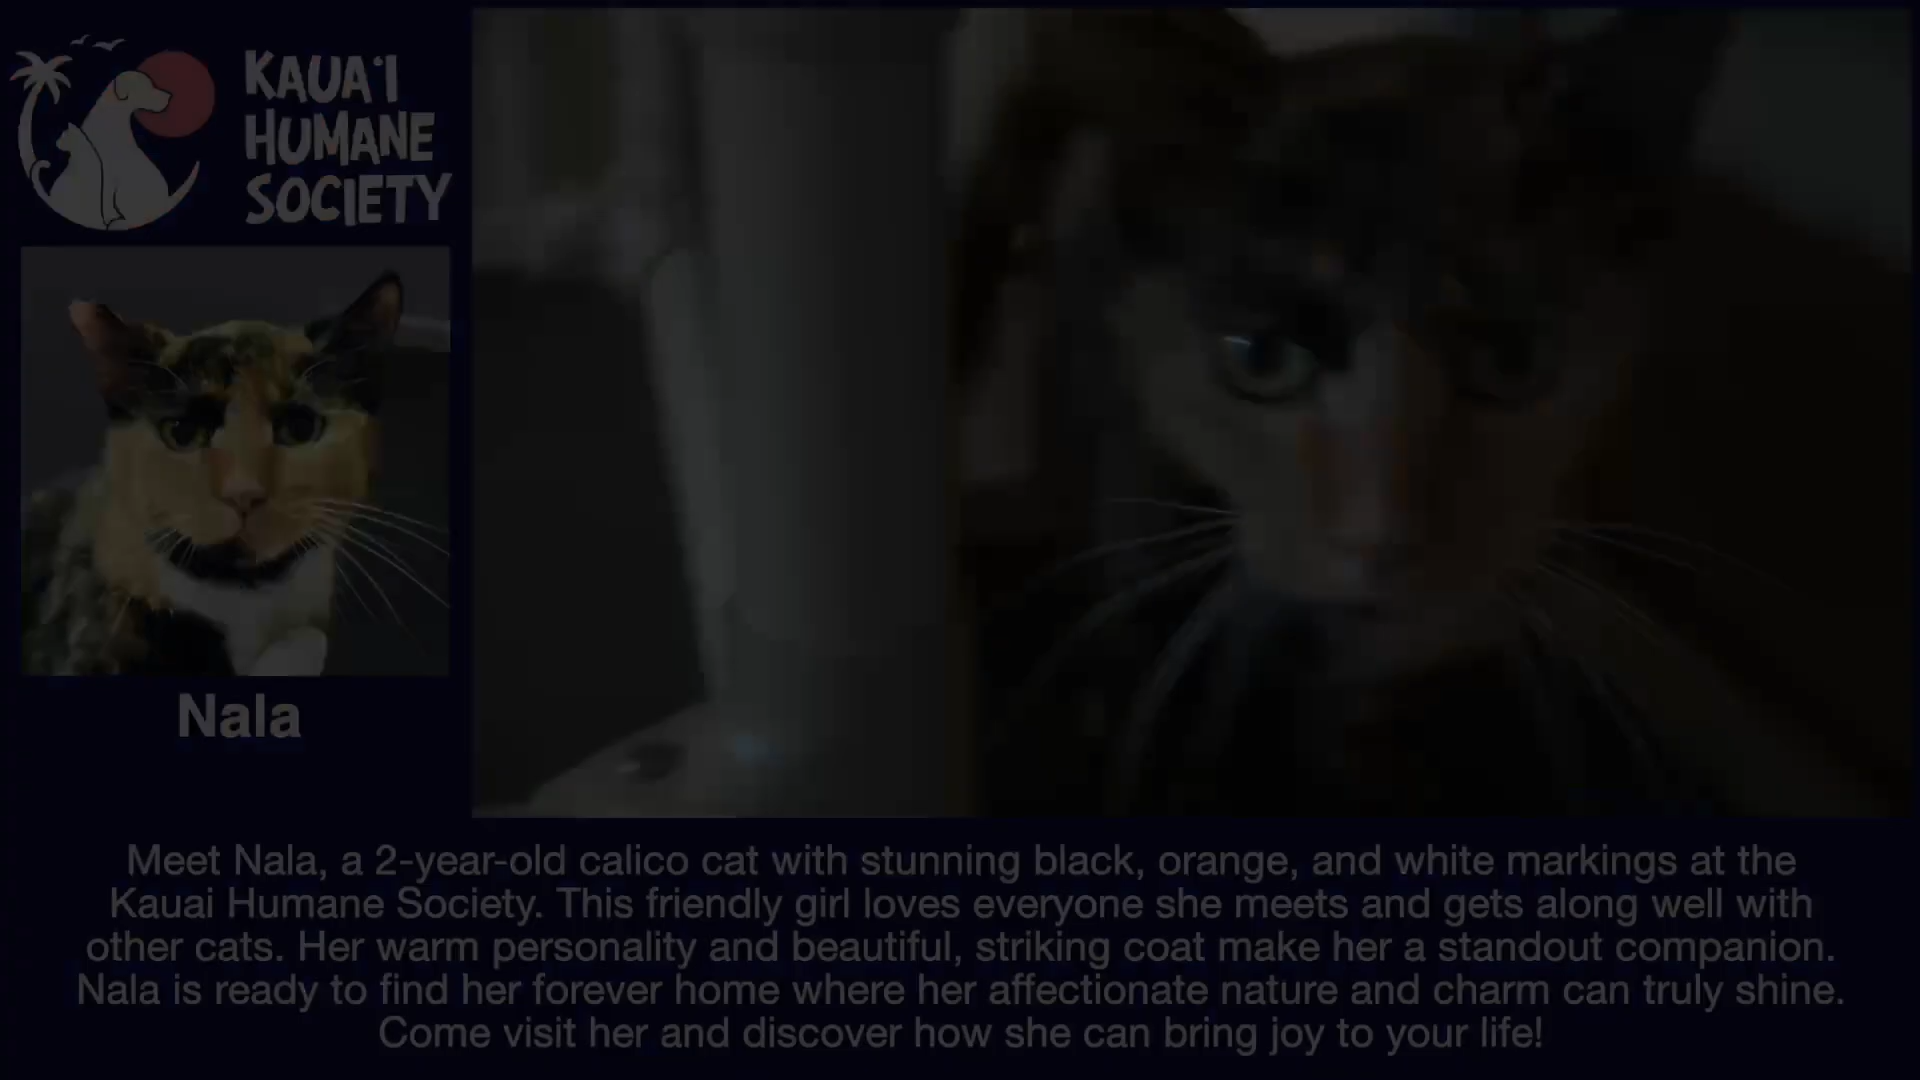 KAUA'I
HUMANE
SOCIETY
Nala
Meet Nala, a 2-year-old calico cat with stunning black, orange, and white markings at the
Kauai Humane Society. This friendly girl loves everyone she meets and gets along well with
other cats. Her warm personality and beautiful, striking coat make her a standout companion.
Nala is ready to find her forever home where her affectionate nature and charm can truly shine.
Come visit her and discover how she can bring joy to your life!